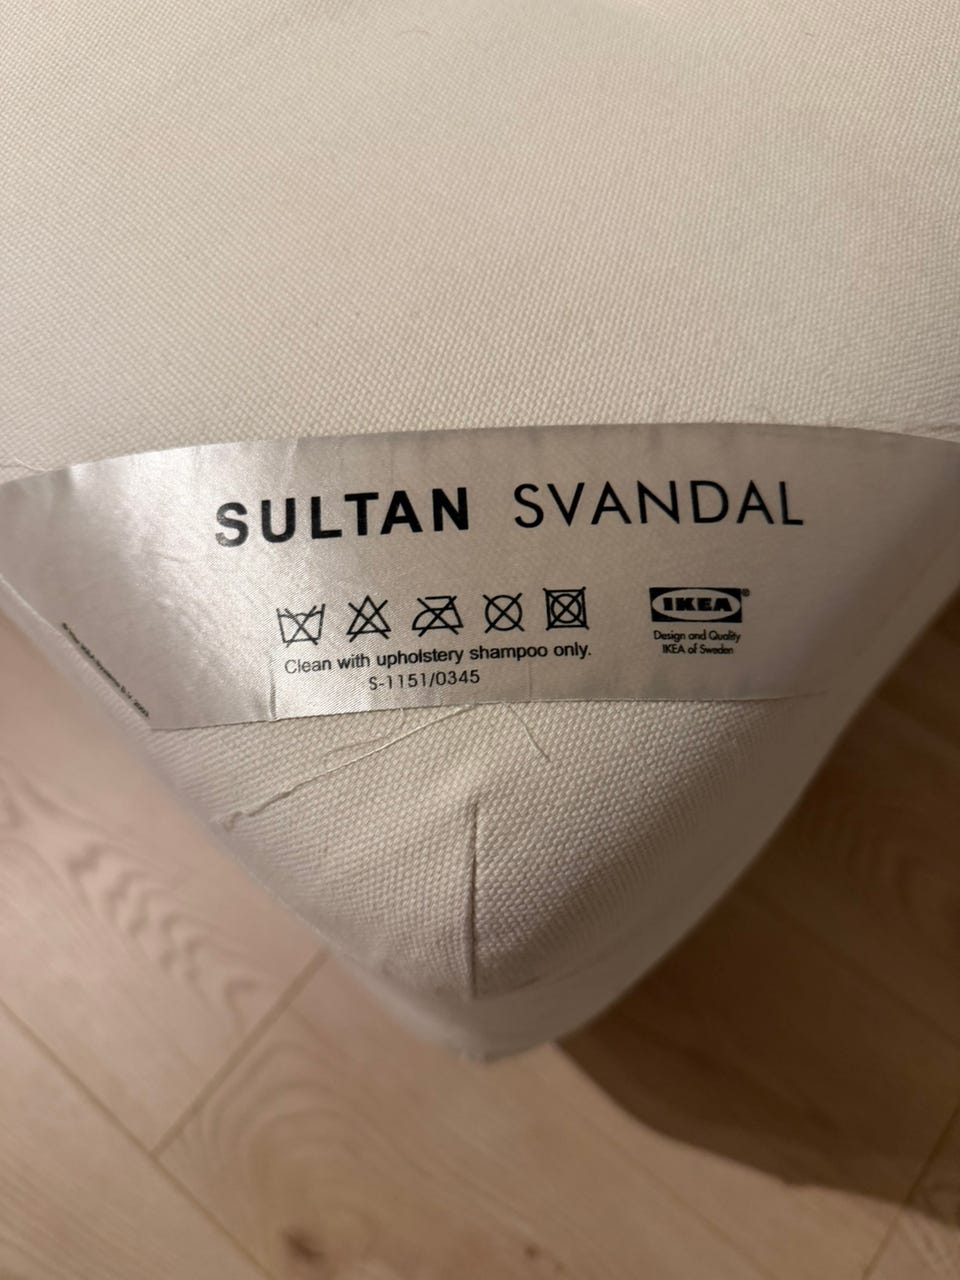 SULTAN SVANDAL
IKEA®
Design and Quality
IKEA of Sweden
Clean with upholstery shampoo only.
S-1151/0345